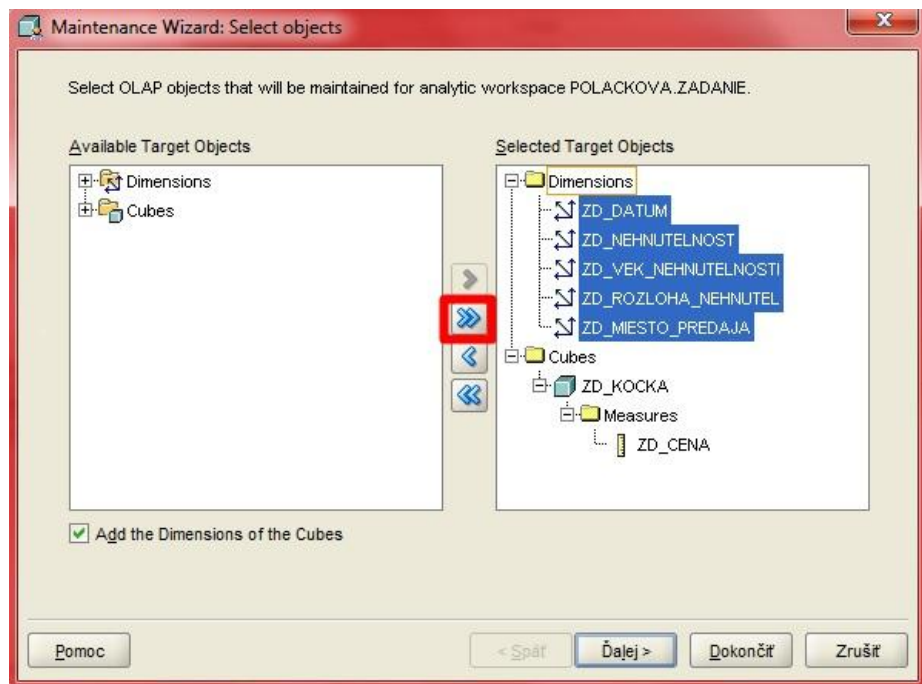 Maintenance Wizard: Select objects
Select OLAP objects that will be maintained for analytic workspace POLACKOVA.ZADANIE.
Available Target Objects
Dimensions
Cubes
Selected Target Objects
Dimensions
ZD_DATUM
ZD_NEHNUTELNOST
ZD_VEK_NEHNUTELNOSTI
ZD_ROZLOHA_NEHNUTEL
ZD_MIESTO_PREDAJA
Cubes
ZD_KOCKA
Measures
ZD_CENA
Add the Dimensions of the Cubes
Pomoc
< Späť
Ďalej >
Dokončiť
Zrušiť